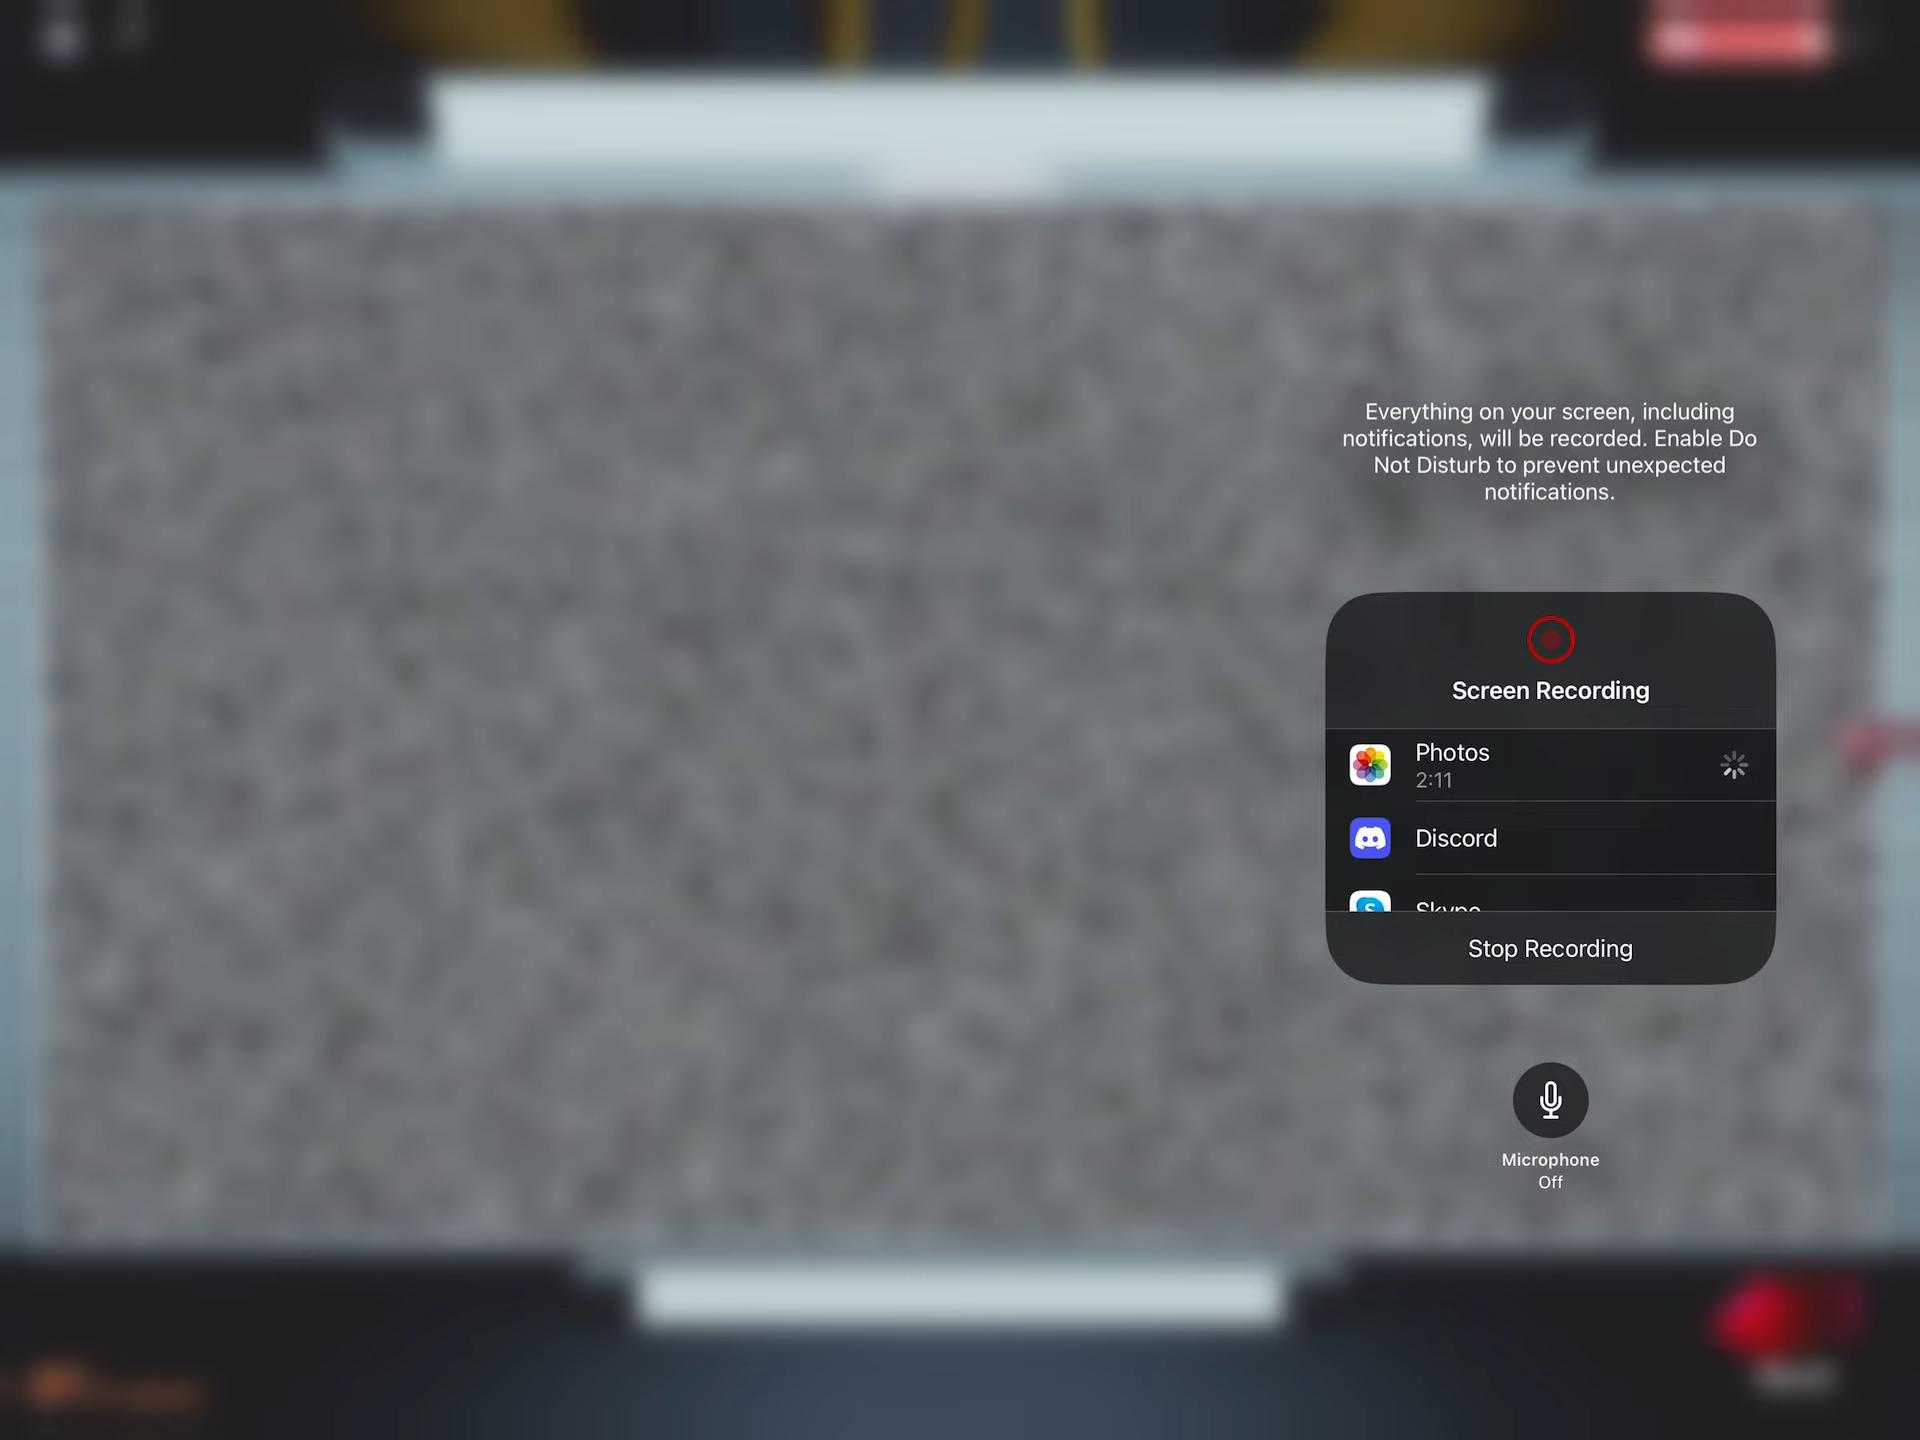 Everything on your screen, including
notifications, will be recorded. Enable Do
Not Disturb to prevent unexpected
notifications.
Screen Recording
Photos
2:11
Discord
Skype
Stop Recording
Microphone
Off